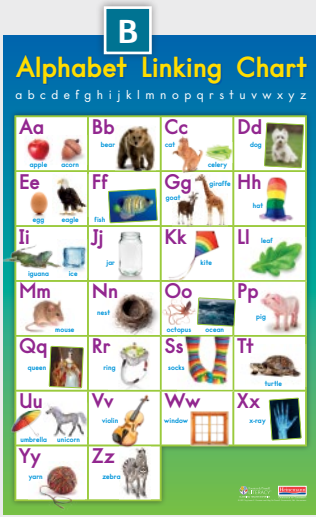 B
Alphabet Linking Chart
a b c d e f g h i j k l m n o p q r s t u v w x y z
Aa Bb Cc Dd
apple acorn bear cat celery dog
Ee Ff Gg Hh
egg eagle fish goat giraffe hat
Ii Jj Kk Ll
iguana ice jar kite leaf
Mm Nn Oo Pp
mouse nest octopus ocean pig
Qq Rr Ss Tt
queen ring socks turtle
Uu Vv Ww Xx
umbrella unicorn violin window x-ray
Yy Zz
yarn zebra
Heinemann